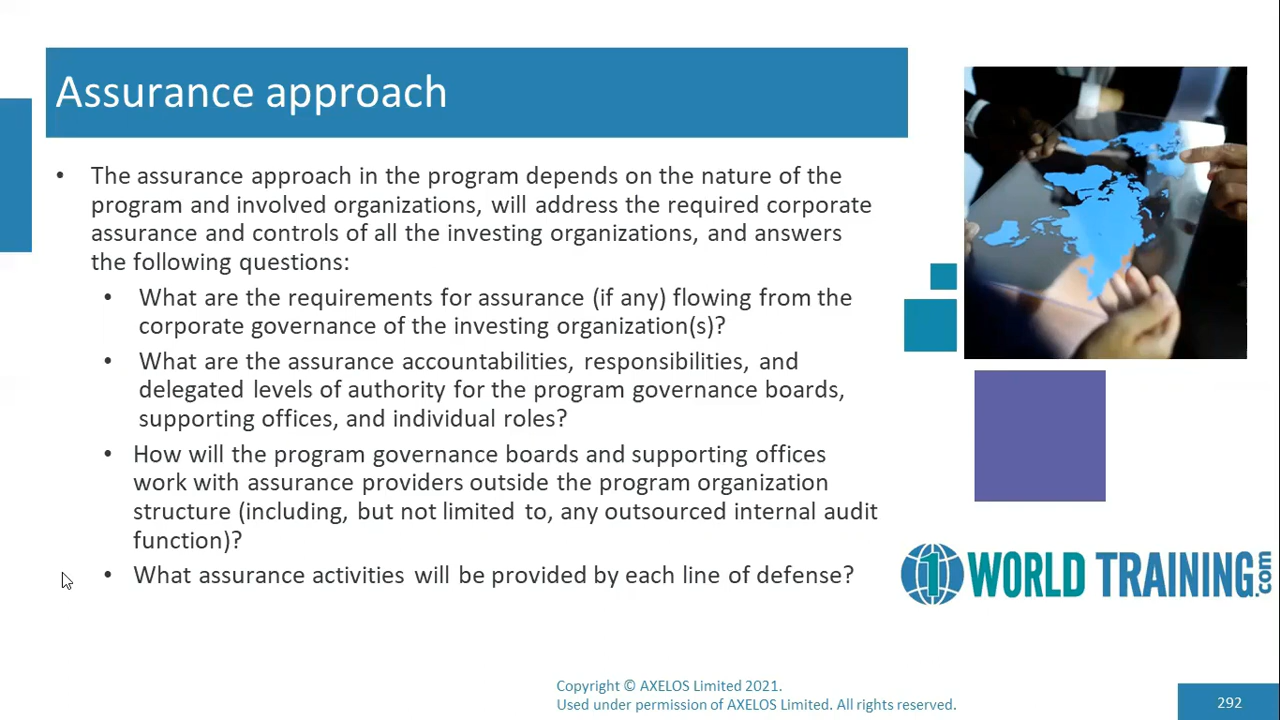 Assurance approach
• The assurance approach in the program depends on the nature of the
program and involved organizations, will address the required corporate
assurance and controls of all the investing organizations, and answers
the following questions:
• What are the requirements for assurance (if any) flowing from the
corporate governance of the investing organization(s)?
• What are the assurance accountabilities, responsibilities, and
delegated levels of authority for the program governance boards,
supporting offices, and individual roles?
• How will the program governance boards and supporting offices
work with assurance providers outside the program organization
structure (including, but not limited to, any outsourced internal audit
function)?
• What assurance activities will be provided by each line of defense?
1 WORLD TRAINING.com
Copyright © AXELOS Limited 2021.
Used under permission of AXELOS Limited. All rights reserved.
292